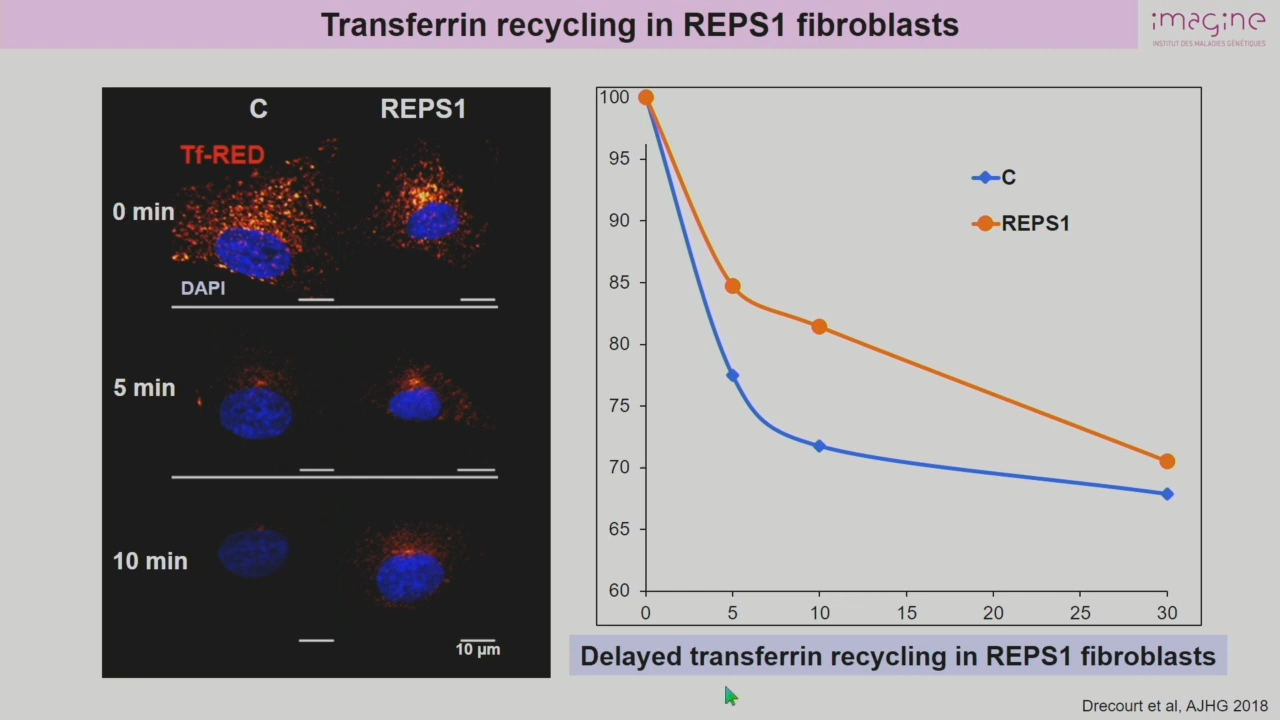 Transferrin recycling in REPS1 fibroblasts
imagine
INSTITUT DES MALADIES GÉNÉTIQUES
C REPS1
Tf-RED
0 min
DAPI
5 min
10 min
10 µm
100
95
90
85
80
75
70
65
60
0 5 10 15 20 25 30
C
REPS1
Delayed transferrin recycling in REPS1 fibroblasts
Drecourt et al, AJHG 2018